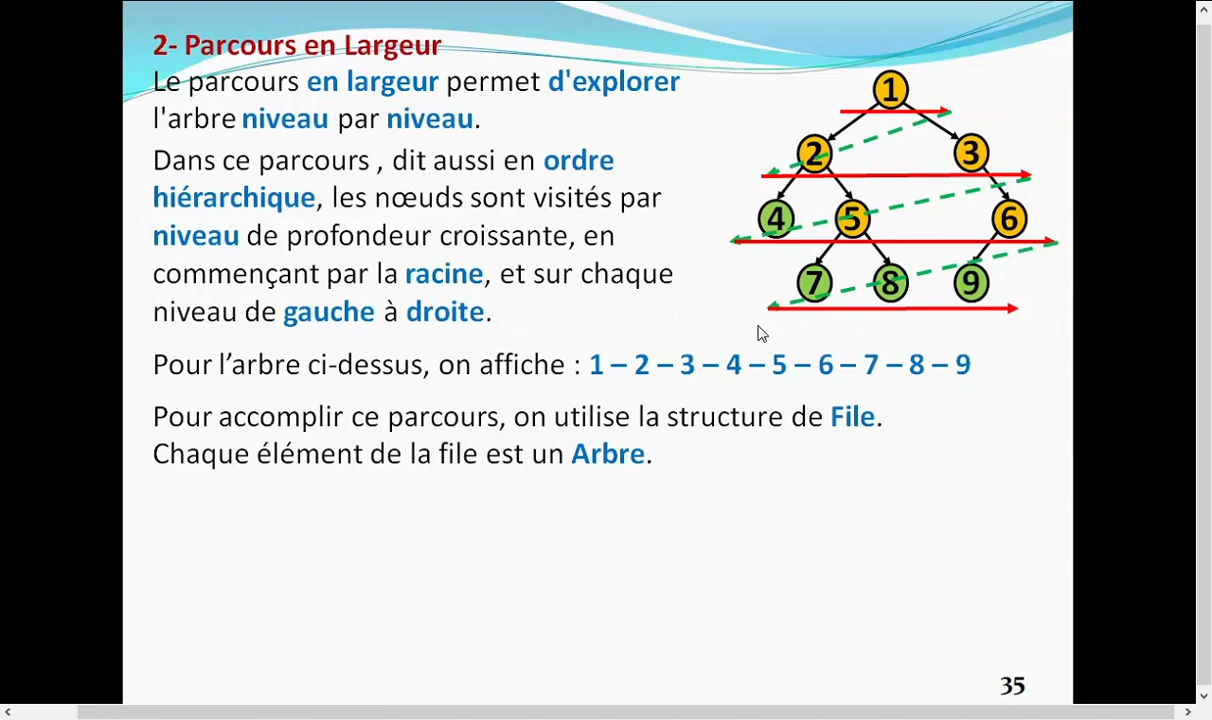 2- Parcours en Largeur
Le parcours en largeur permet d'explorer
l'arbre niveau par niveau.
Dans ce parcours , dit aussi en ordre
hiérarchique, les nœuds sont visités par
niveau de profondeur croissante, en
commençant par la racine, et sur chaque
niveau de gauche à droite.
1
2 3
4 5 6
7 8 9
Pour l’arbre ci-dessus, on affiche : 1 – 2 – 3 – 4 – 5 – 6 – 7 – 8 – 9
Pour accomplir ce parcours, on utilise la structure de File.
Chaque élément de la file est un Arbre.
35